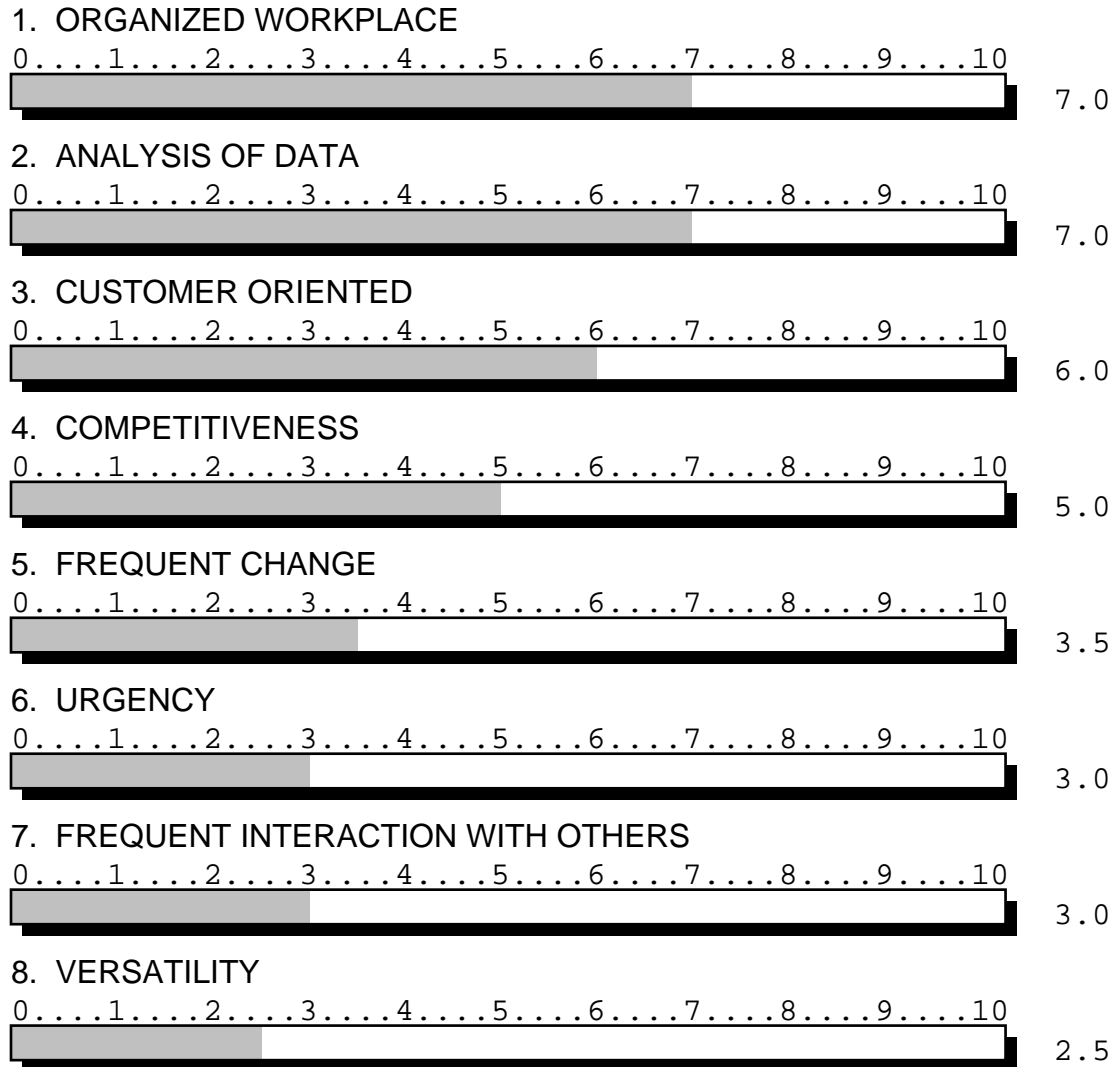 1. ORGANIZED WORKPLACE
0....1....2....3....4....5....6....7....8....9....10
7.0
2. ANALYSIS OF DATA
0....1....2....3....4....5....6....7....8....9....10
7.0
3. CUSTOMER ORIENTED
0....1....2....3....4....5....6....7....8....9....10
6.0
4. COMPETITIVENESS
0....1....2....3....4....5....6....7....8....9....10
5.0
5. FREQUENT CHANGE
0....1....2....3....4....5....6....7....8....9....10
3.5
6. URGENCY
0....1....2....3....4....5....6....7....8....9....10
3.0
7. FREQUENT INTERACTION WITH OTHERS
0....1....2....3....4....5....6....7....8....9....10
3.0
8. VERSATILITY
0....1....2....3....4....5....6....7....8....9....10
2.5